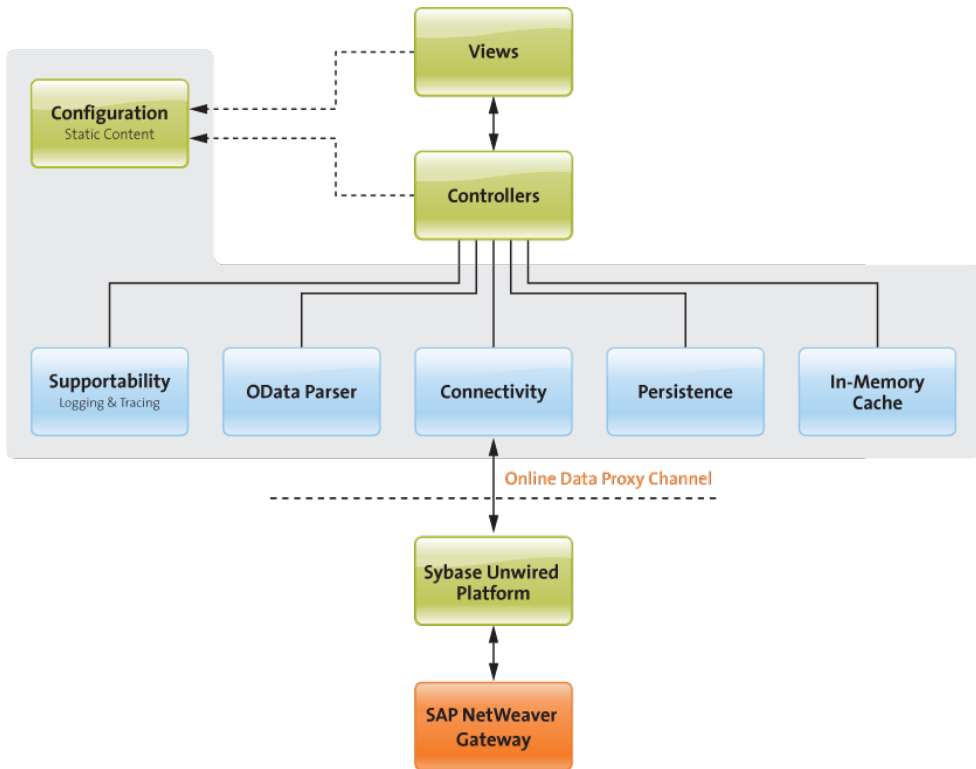 Views
Configuration
Static Content
Controllers
Supportability
Logging & Tracing
OData Parser
Connectivity
Persistence
In-Memory
Cache
Online Data Proxy Channel
Sybase Unwired
Platform
SAP NetWeaver
Gateway